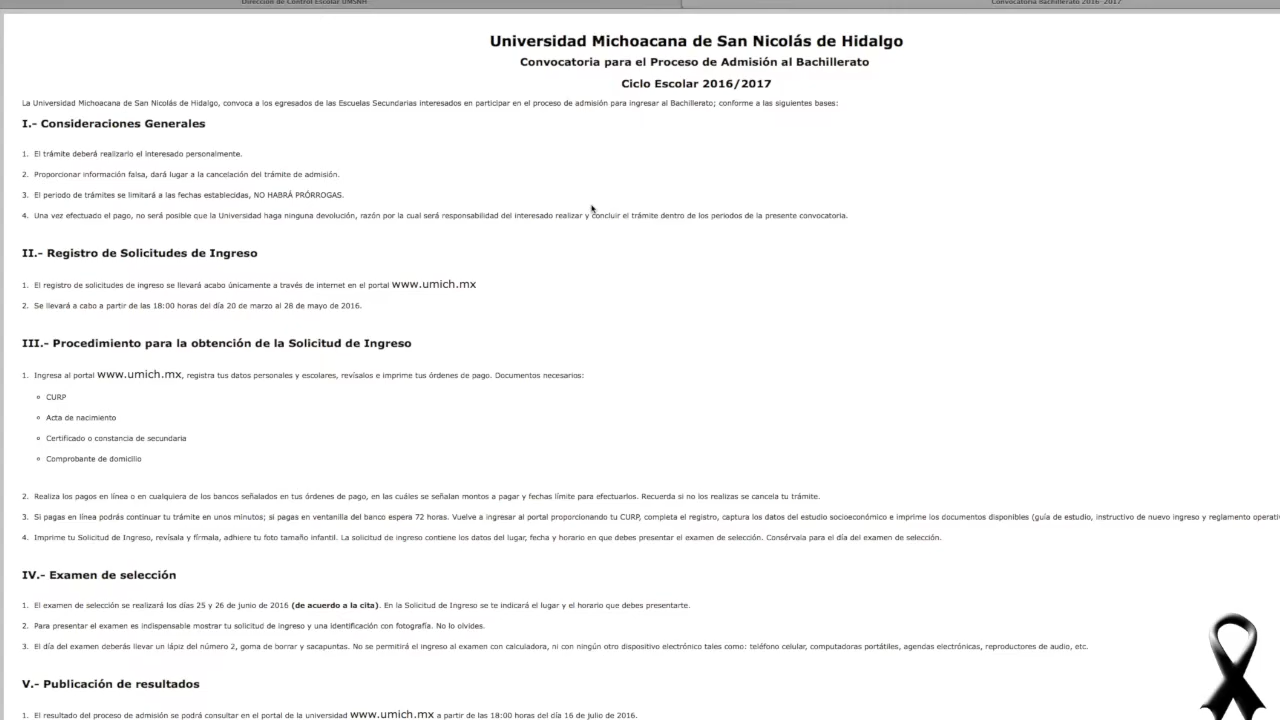 Dirección de Control Escolar UMSNH
Convocatoria Bachillerato 2016-2017
Universidad Michoacana de San Nicolás de Hidalgo
Convocatoria para el Proceso de Admisión al Bachillerato
Ciclo Escolar 2016/2017
La Universidad Michoacana de San Nicolás de Hidalgo, convoca a los egresados de las Escuelas Secundarias interesados en participar en el proceso de admisión para ingresar al Bachillerato; conforme a las siguientes bases:
I.- Consideraciones Generales
1. El trámite deberá realizarlo el interesado personalmente.
2. Proporcionar información falsa, dará lugar a la cancelación del trámite de admisión.
3. El periodo de trámites se limitará a las fechas establecidas, NO HABRÁ PRÓRROGAS.
4. Una vez efectuado el pago, no será posible que la Universidad haga ninguna devolución, razón por la cual será responsabilidad del interesado realizar y concluir el trámite dentro de los periodos de la presente convocatoria.
II.- Registro de Solicitudes de Ingreso
1. El registro de solicitudes de ingreso se llevará acabo únicamente a través de internet en el portal www.umich.mx
2. Se llevará a cabo a partir de las 18:00 horas del día 20 de marzo al 28 de mayo de 2016.
III.- Procedimiento para la obtención de la Solicitud de Ingreso
1. Ingresa al portal www.umich.mx, registra tus datos personales y escolares, revísalos e imprime tus órdenes de pago. Documentos necesarios:
CURP
Acta de nacimiento
Certificado o constancia de secundaria
Comprobante de domicilio
2. Realiza los pagos en línea o en cualquiera de los bancos señalados en tus órdenes de pago, en las cuáles se señalan montos a pagar y fechas límite para efectuarlos. Recuerda si no los realizas se cancela tu trámite.
3. Si pagas en línea podrás continuar tu trámite en unos minutos; si pagas en ventanilla del banco espera 72 horas. Vuelve a ingresar al portal proporcionando tu CURP, completa el registro, captura los datos del estudio socioeconómico e imprime los documentos disponibles (guía de estudio, instructivo de nuevo ingreso y reglamento operativ
4. Imprime tu Solicitud de Ingreso, revísala y fírmala, adhiere tu foto tamaño infantil. La solicitud de ingreso contiene los datos del lugar, fecha y horario en que debes presentar el examen de selección. Consérvala para el día del examen de selección.
IV.- Examen de selección
1. El examen de selección se realizará los días 25 y 26 de junio de 2016 (de acuerdo a la cita). En la Solicitud de Ingreso se te indicará el lugar y el horario que debes presentarte.
2. Para presentar el examen es indispensable mostrar tu solicitud de ingreso y una identificación con fotografía. No lo olvides.
3. El día del examen deberás llevar un lápiz del número 2, goma de borrar y sacapuntas. No se permitirá el ingreso al examen con calculadora, ni con ningún otro dispositivo electrónico tales como: teléfono celular, computadoras portátiles, agendas electrónicas, reproductores de audio, etc.
V.- Publicación de resultados
1. El resultado del proceso de admisión se podrá consultar en el portal de la universidad www.umich.mx a partir de las 18:00 horas del día 16 de julio de 2016.